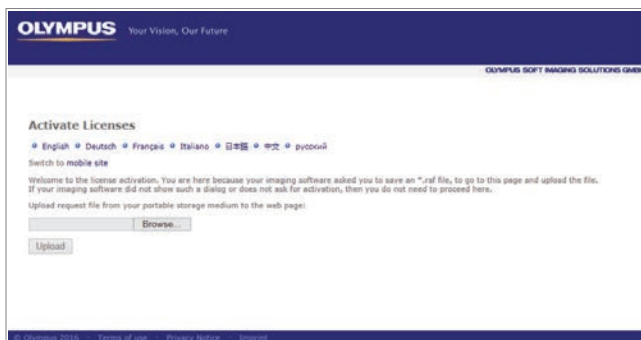 OLYMPUS Your Vision, Our Future
OLYMPUS SOFT IMAGING SOLUTIONS GMB
Activate Licenses
English Deutsch Français Italiano 日本語 中文 русский
Switch to mobile site
Welcome to the license activation. You are here because your imaging software asked you to save an *.raf file, to go to this page and upload the file.
If your imaging software did not show such a dialog or does not ask for activation, then you do not need to proceed here.
Upload request file from your portable storage medium to the web page:
Browse...
Upload
© Olympus 2016 · Terms of use · Privacy Notice · Imprint